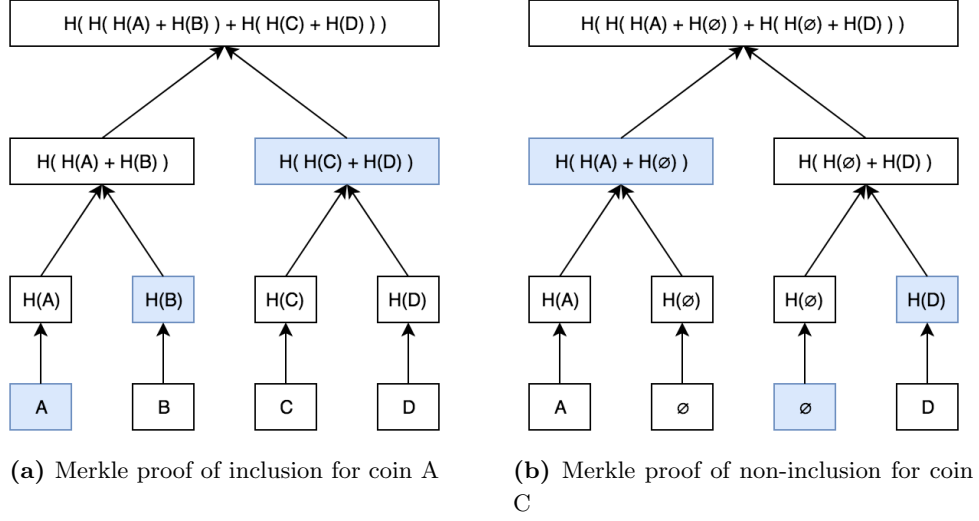 H( H( H(A) + H(B) ) + H( H(C) + H(D) ) )
H( H( H(A) + H(∅) ) + H( H(∅) + H(D) ) )
H( H(A) + H(B) )
H( H(C) + H(D) )
H( H(A) + H(∅) )
H( H(∅) + H(D) )
H(A)
H(B)
H(C)
H(D)
H(A)
H(∅)
H(∅)
H(D)
A
B
C
D
A
∅
∅
D
(a) Merkle proof of inclusion for coin A
(b) Merkle proof of non-inclusion for coin
C